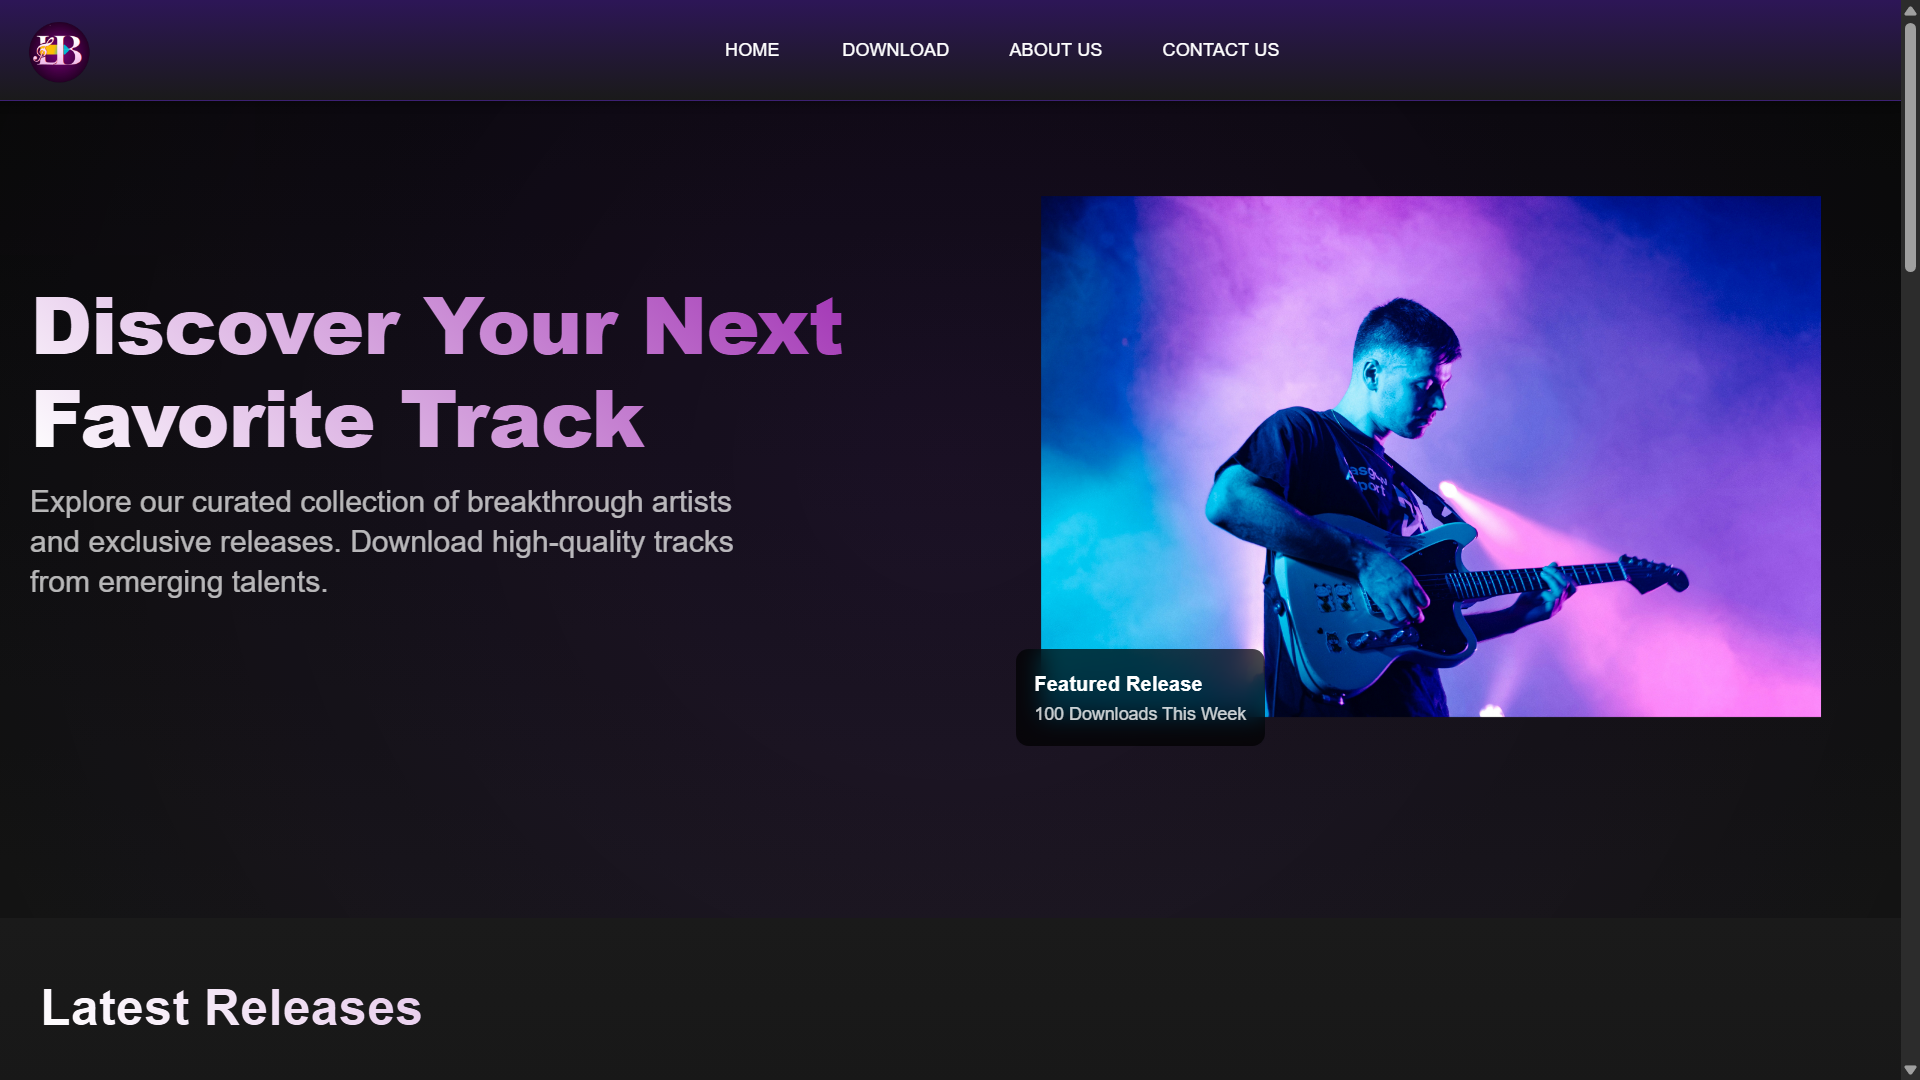 HB
HOME DOWNLOAD ABOUT US CONTACT US
Discover Your Next
Favorite Track
Explore our curated collection of breakthrough artists
and exclusive releases. Download high-quality tracks
from emerging talents.
Featured Release
100 Downloads This Week
Latest Releases